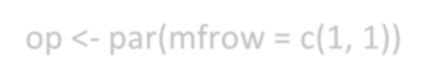 op <- par(mfrow = c(1, 1))